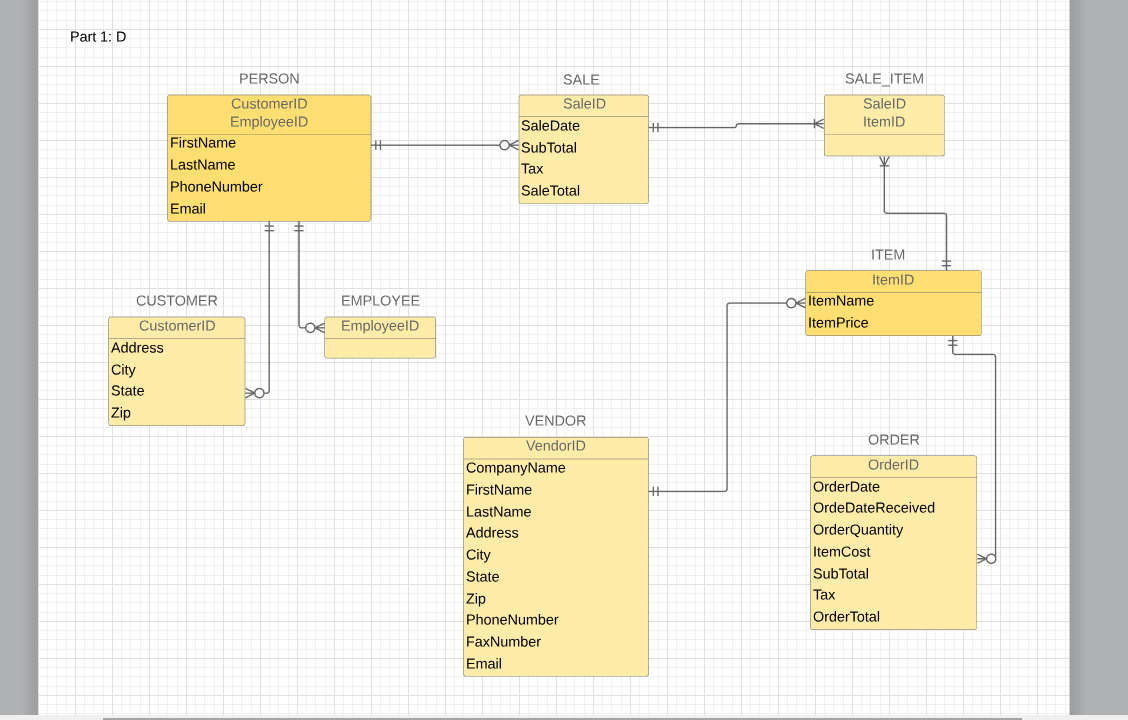 Part 1: D
PERSON
CustomerID
EmployeeID
FirstName
LastName
PhoneNumber
Email
SALE
SaleID
SaleDate
SubTotal
Tax
SaleTotal
SALE_ITEM
SaleID
ItemID
CUSTOMER
CustomerID
Address
City
State
Zip
EMPLOYEE
EmployeeID
ITEM
ItemID
ItemName
ItemPrice
VENDOR
VendorID
CompanyName
FirstName
LastName
Address
City
State
Zip
PhoneNumber
FaxNumber
Email
ORDER
OrderID
OrderDate
OrdeDateReceived
OrderQuantity
ItemCost
SubTotal
Tax
OrderTotal